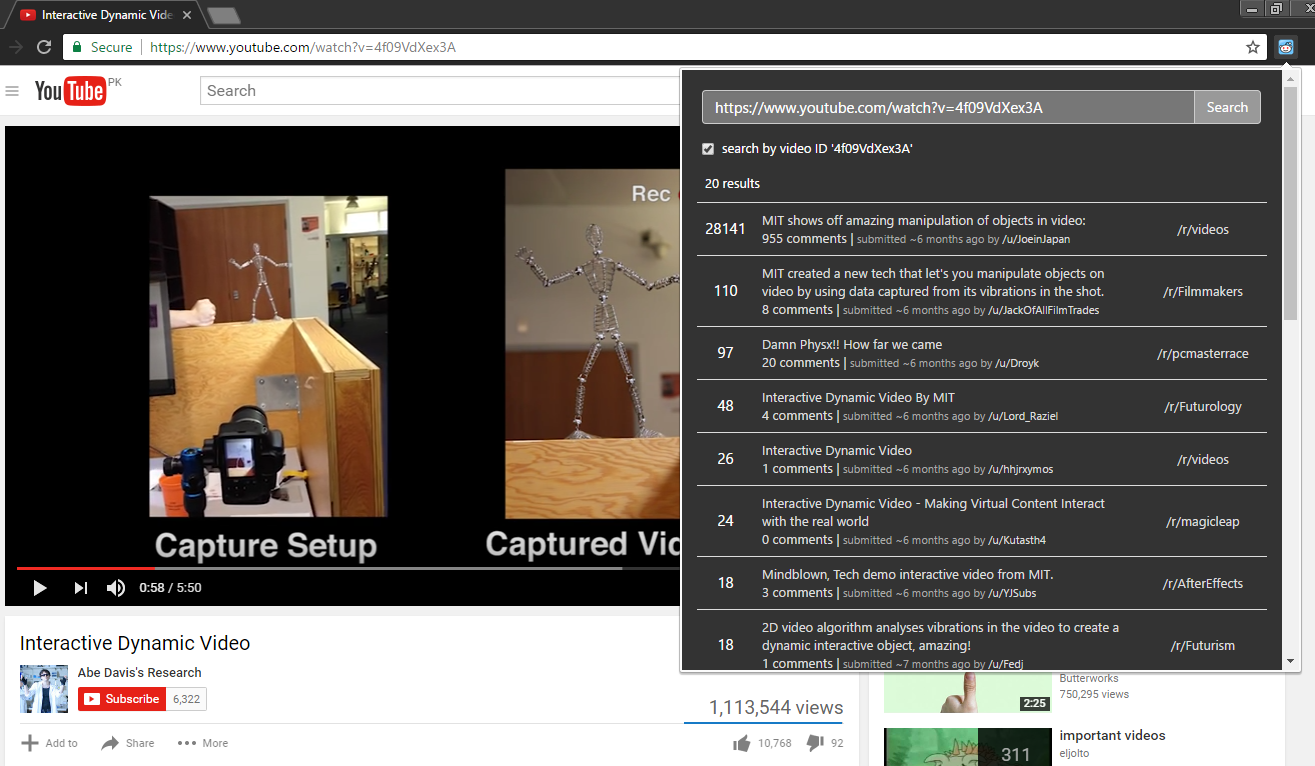 Interactive Dynamic Vide
Secure
https://www.youtube.com/watch?v=4f09VdXex3A
YouTube PK
Search
https://www.youtube.com/watch?v=4f09VdXex3A
Search
search by video ID '4f09VdXex3A'
20 results
28141
MIT shows off amazing manipulation of objects in video:
955 comments | submitted ~6 months ago by /u/JoeinJapan
/r/videos
110
MIT created a new tech that let's you manipulate objects on
video by using data captured from its vibrations in the shot.
8 comments | submitted ~6 months ago by /u/JackOfAllFilmTrades
/r/Filmmakers
97
Damn Physx!! How far we came
20 comments | submitted ~6 months ago by /u/Droyk
/r/pcmasterrace
48
Interactive Dynamic Video By MIT
4 comments | submitted ~6 months ago by /u/Lord_Raziel
/r/Futurology
26
Interactive Dynamic Video
1 comments | submitted ~6 months ago by /u/hhjrxymos
/r/videos
24
Interactive Dynamic Video - Making Virtual Content Interact
with the real world
0 comments | submitted ~6 months ago by /u/Kutasth4
/r/magicleap
18
Mindblown, Tech demo interactive video from MIT.
3 comments | submitted ~6 months ago by /u/YJSubs
/r/AfterEffects
18
2D video algorithm analyses vibrations in the video to create a
dynamic interactive object, amazing!
1 comments | submitted ~7 months ago by /u/Fedj
/r/Futurism
Rec
Capture Setup
Captured Vid
0:58 / 5:50
Interactive Dynamic Video
Abe Davis's Research
Subscribe 6,322
1,113,544 views
Add to
Share
More
10,768
92
Butterworks
750,295 views
2:25
important videos
eljolto
311